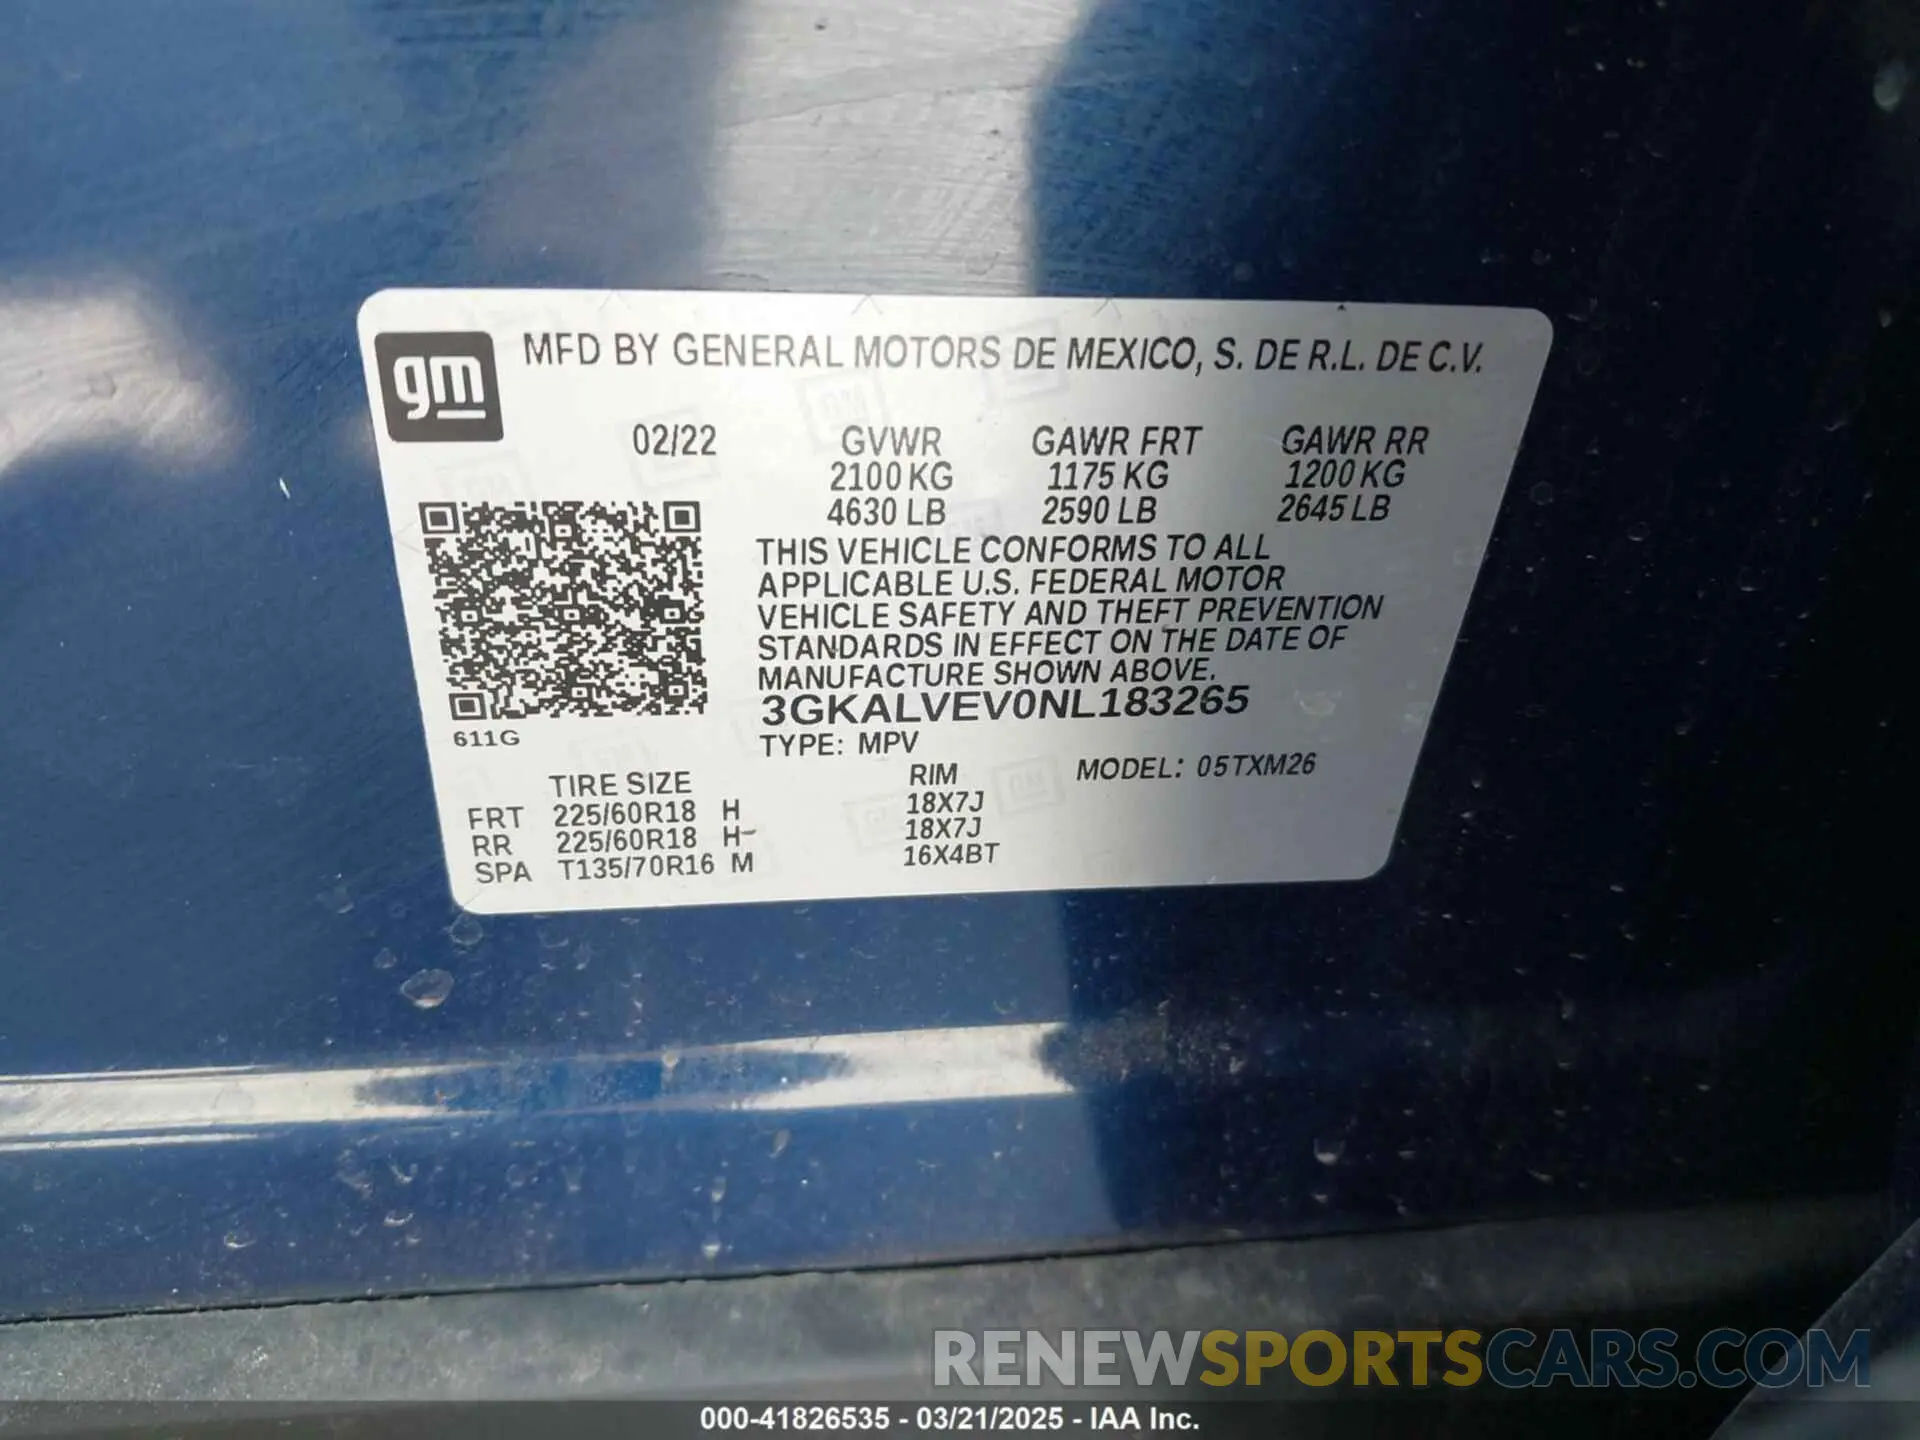 gm
MFD BY GENERAL MOTORS DE MEXICO, S. DE R.L. DE C.V.
02/22 GVWR GAWR FRT GAWR RR
2100 KG 1175 KG 1200 KG
4630 LB 2590 LB 2645 LB
THIS VEHICLE CONFORMS TO ALL
APPLICABLE U.S. FEDERAL MOTOR
VEHICLE SAFETY AND THEFT PREVENTION
STANDARDS IN EFFECT ON THE DATE OF
MANUFACTURE SHOWN ABOVE.
3GKALVEV0NL183265
611G
TYPE: MPV
MODEL: 05TXM26
TIRE SIZE RIM
FRT 225/60R18 H 18X7J
RR 225/60R18 H 18X7J
SPA T135/70R16 M 16X4BT
RENEWSPORTSCARS.COM
000-41826535 - 03/21/2025 - IAA Inc.